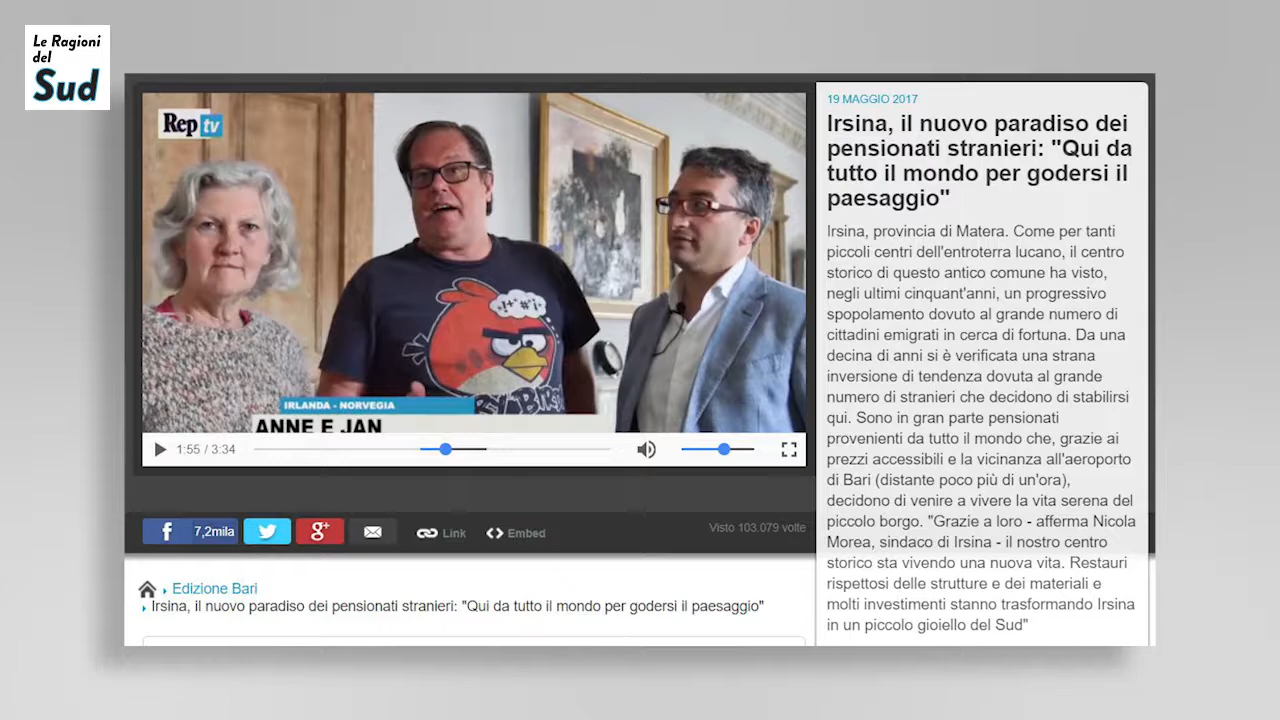 Le Ragioni
del
Sud
Rep tv
!+!*#¡
IRLANDA - NORVEGIA
ANNE E JAN
1:55 / 3:34
7,2mila
g+
Link
Embed
Visto 103.079 volte
Edizione Bari
Irsina, il nuovo paradiso dei pensionati stranieri: "Qui da tutto il mondo per godersi il paesaggio"
19 MAGGIO 2017
Irsina, il nuovo paradiso dei
pensionati stranieri: "Qui da
tutto il mondo per godersi il
paesaggio"
Irsina, provincia di Matera. Come per tanti
piccoli centri dell'entroterra lucano, il centro
storico di questo antico comune ha visto,
negli ultimi cinquant'anni, un progressivo
spopolamento dovuto al grande numero di
cittadini emigrati in cerca di fortuna. Da una
decina di anni si è verificata una strana
inversione di tendenza dovuta al grande
numero di stranieri che decidono di stabilirsi
qui. Sono in gran parte pensionati
provenienti da tutto il mondo che, grazie ai
prezzi accessibili e la vicinanza all'aeroporto
di Bari (distante poco più di un'ora),
decidono di venire a vivere la vita serena del
piccolo borgo. "Grazie a loro - afferma Nicola
Morea, sindaco di Irsina - il nostro centro
storico sta vivendo una nuova vita. Restauri
rispettosi delle strutture e dei materiali e
molti investimenti stanno trasformando Irsina
in un piccolo gioiello del Sud"